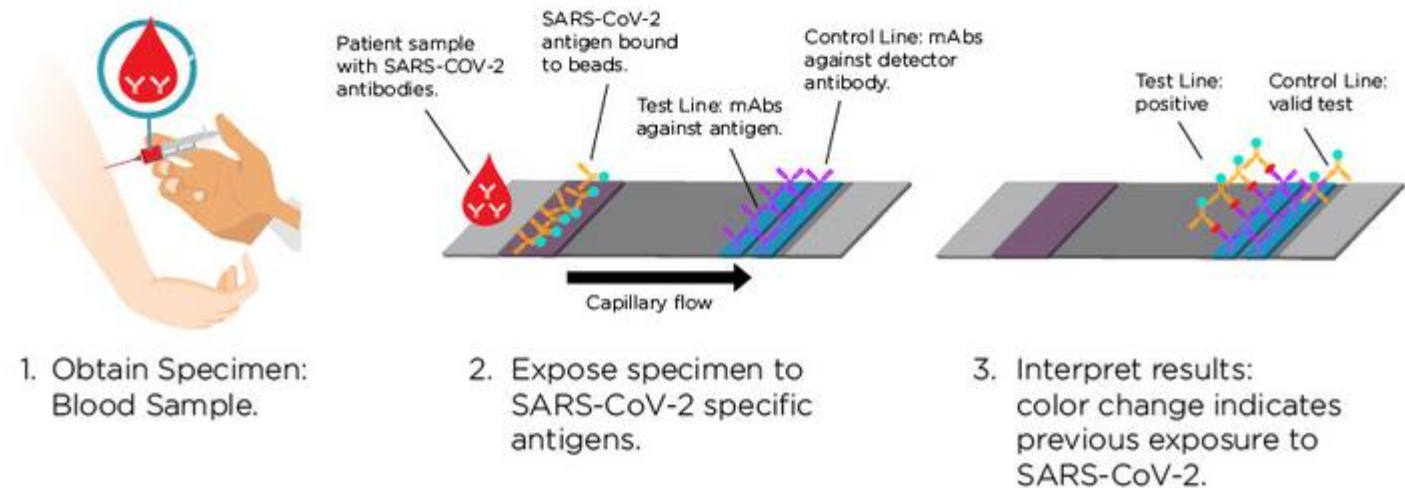 Patient sample
with SARS-COV-2
antibodies.
SARS-CoV-2
antigen bound
to beads.
Test Line: mAbs
against antigen.
Control Line: mAbs
against detector
antibody.
Capillary flow
Test Line:
positive
Control Line:
valid test
1. Obtain Specimen:
Blood Sample.
2. Expose specimen to
SARS-CoV-2 specific
antigens.
3. Interpret results:
color change indicates
previous exposure to
SARS-CoV-2.